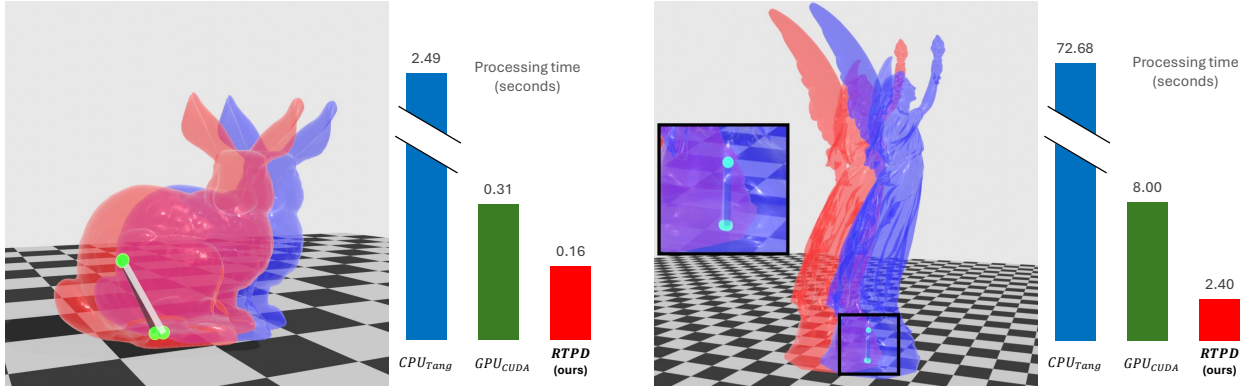 2.49
Processing time
(seconds)
0.31
0.16
CPU_Tang
GPU_CUDA
RTPD
(ours)
72.68
Processing time
(seconds)
8.00
2.40
CPU_Tang
GPU_CUDA
RTPD
(ours)